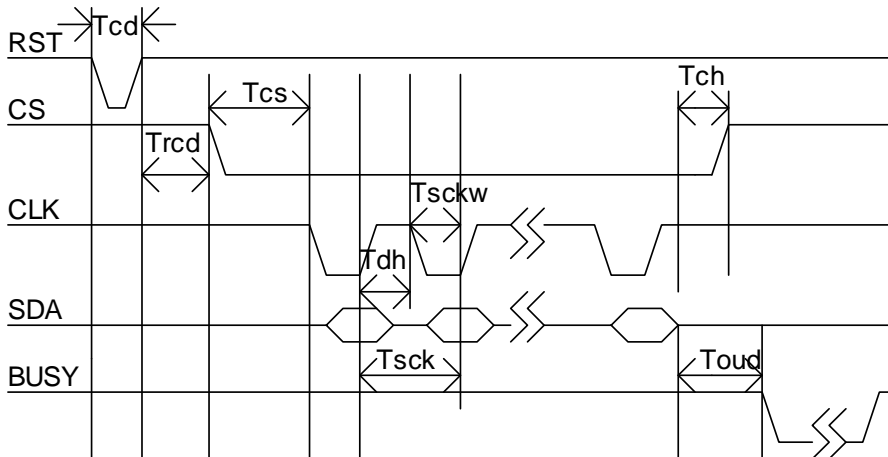 Tcd
RST
Tcs
Tch
CS
Trcd
Tsckw
CLK
Tdh
SDA
Tsck
Toud
BUSY